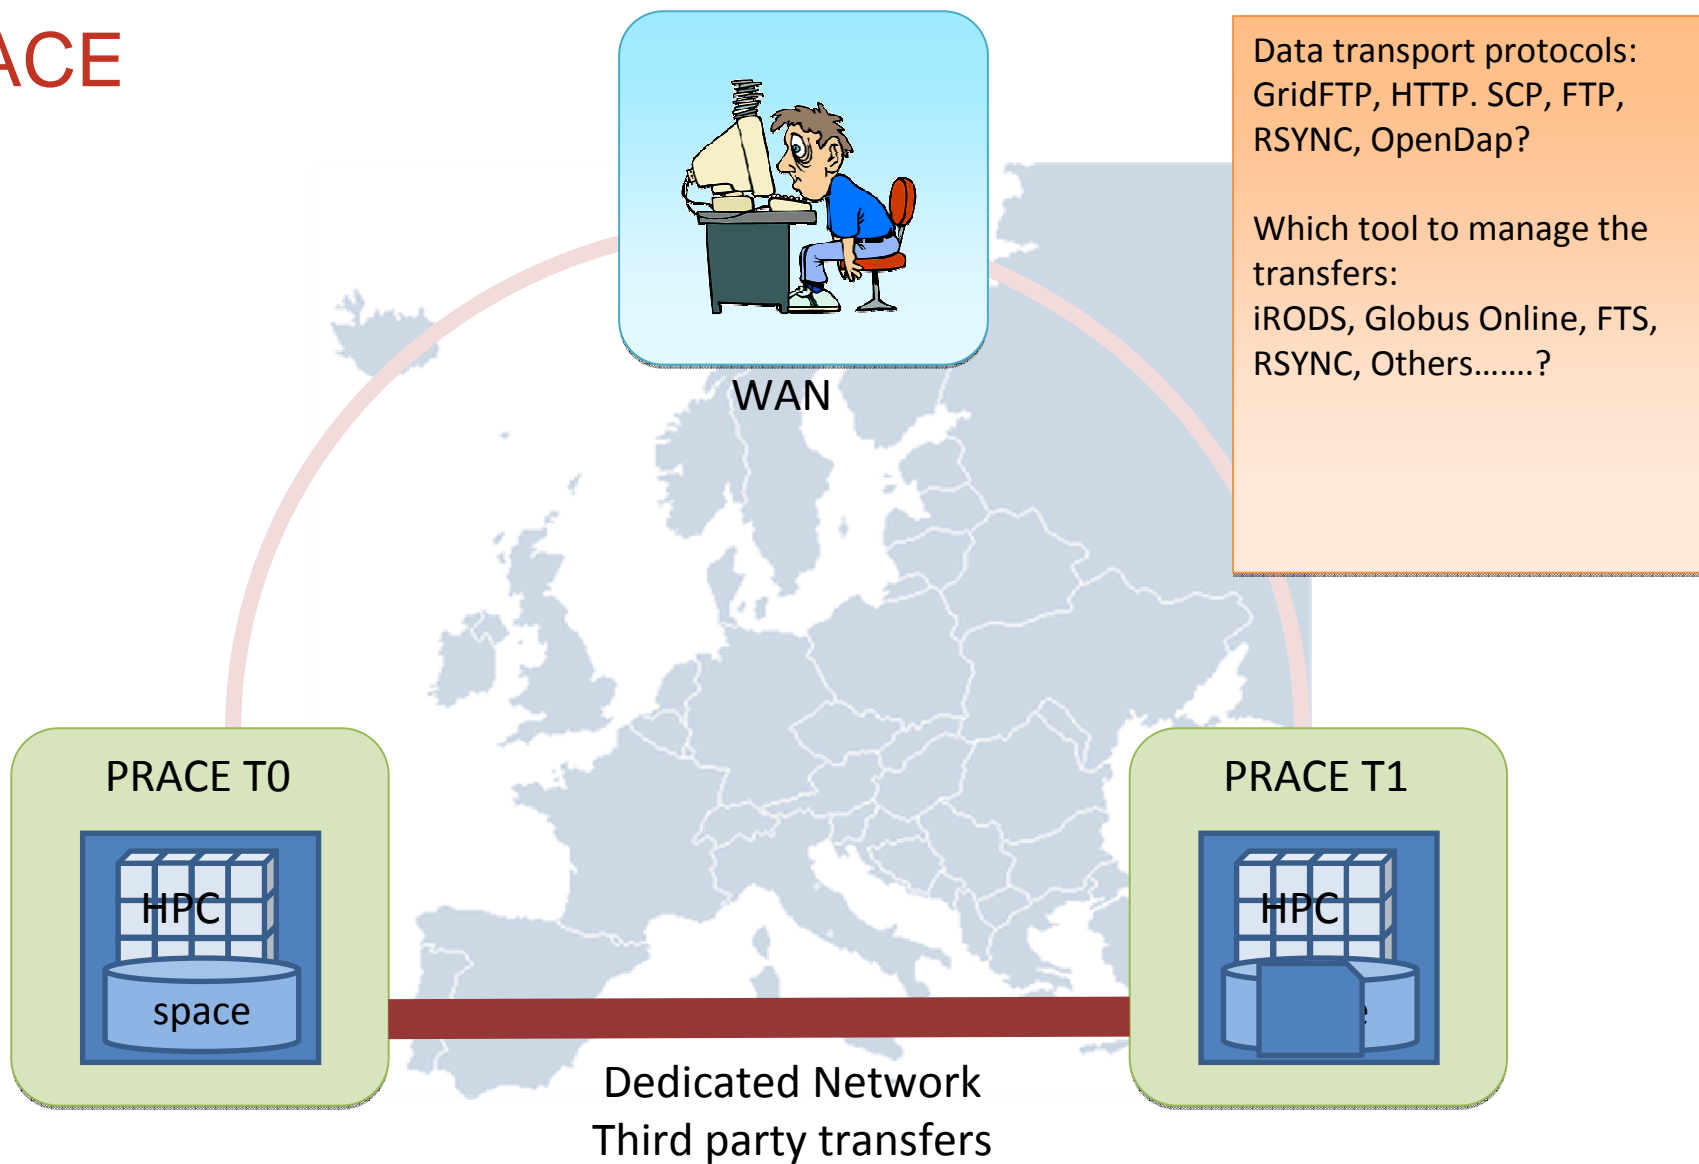 ACE
Data transport protocols:
GridFTP, HTTP. SCP, FTP,
RSYNC, OpenDap?
Which tool to manage the
transfers:
iRODS, Globus Online, FTS,
RSYNC, Others…….?
WAN
PRACE T0
HPC
space
PRACE T1
HPC
e
Dedicated Network
Third party transfers